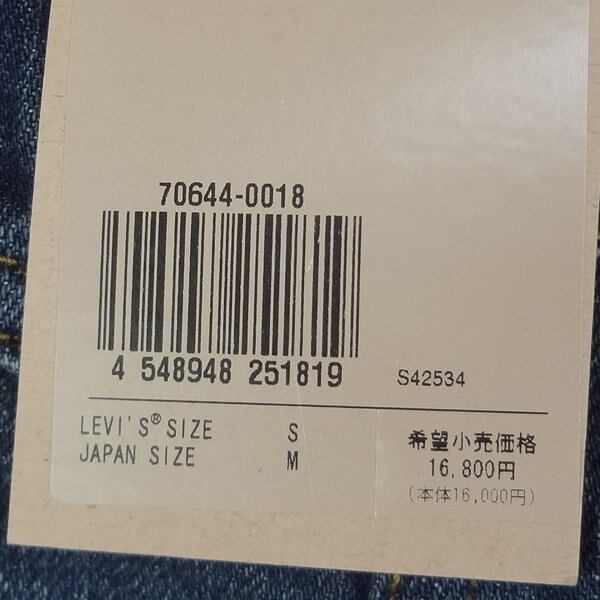 70644-0018
4 548948 251819
S42534
LEVI'S® SIZE S
JAPAN SIZE M
希望小売価格
16,800円
(本体16,000円)